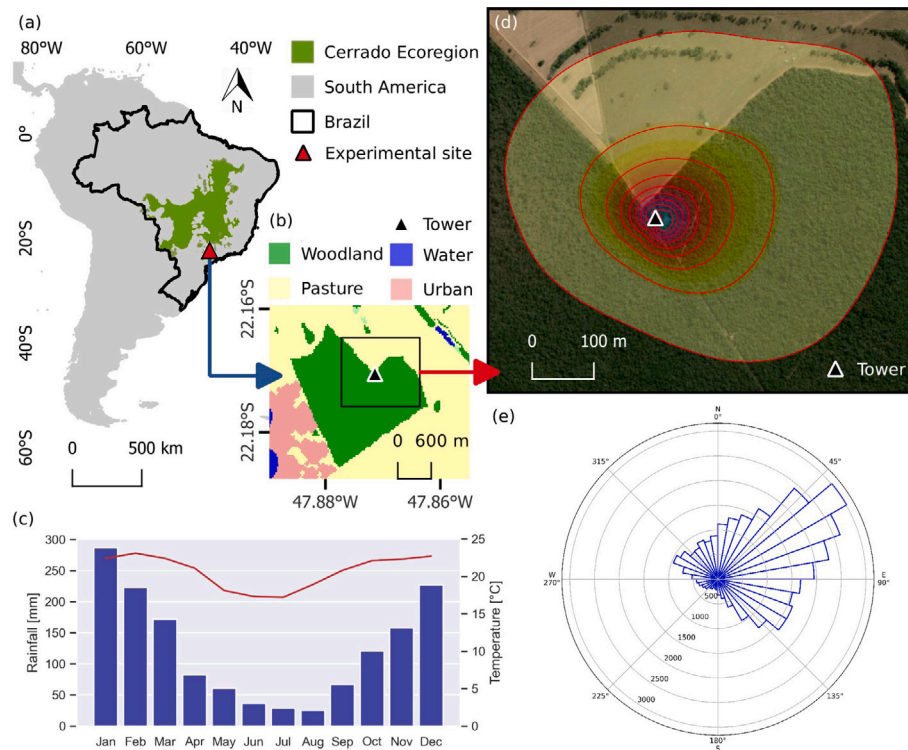 (a)
80°W 60°W 40°W
N
Cerrado Ecoregion
South America
Brazil
Experimental site
0°
20°S
40°S
60°S
0 500 km
(b)
Tower
Woodland
Water
Pasture
Urban
22.16°S
22.18°S
0 600 m
47.88°W 47.86°W
(c)
Rainfall [mm]
300
250
200
150
100
50
0
Temperature [°C]
25
20
15
10
5
0
Jan Feb Mar Apr May Jun Jul Aug Sep Oct Nov Dec
(d)
0 100 m
Tower
(e)
N
0°
315° 45°
W
270°
E
90°
500
1000
1500
2000
2500
3000
225° 135°
180°
S